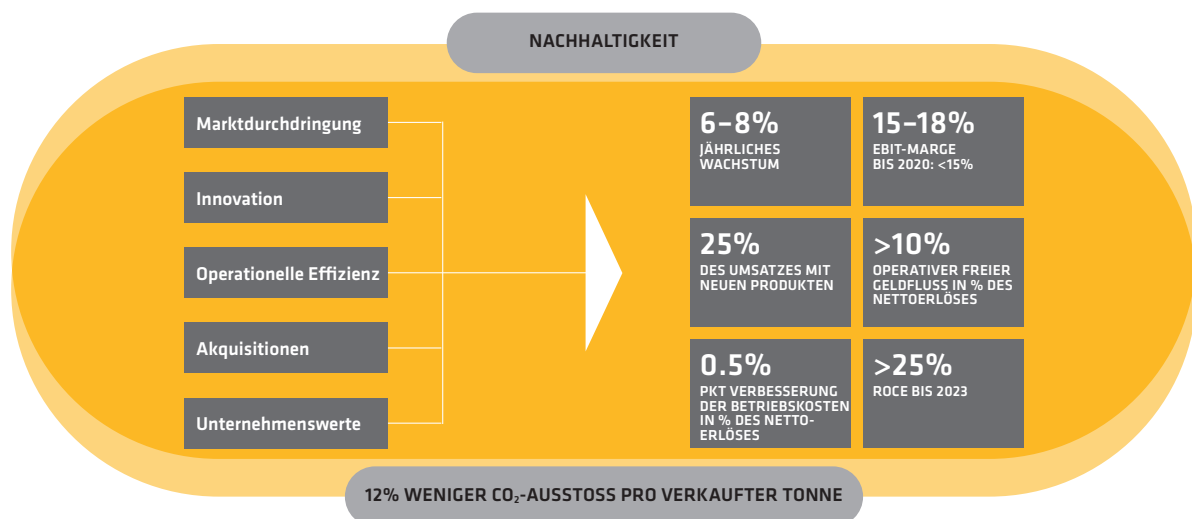 NACHHALTIGKEIT
Marktdurchdringung
Innovation
Operationelle Effizienz
Akquisitionen
Unternehmenswerte
6–8%
JÄHRLICHES
WACHSTUM
15–18%
EBIT-MARGE
BIS 2020: <15%
25%
DES UMSATZES MIT
NEUEN PRODUKTEN
>10%
OPERATIVER FREIER
GELDFLUSS IN % DES
NETTOERLÖSES
0.5%
PKT VERBESSERUNG
DER BETRIEBSKOSTEN
IN % DES NETTO-
ERLÖSES
>25%
ROCE BIS 2023
12% WENIGER CO₂-AUSSTOSS PRO VERKAUFTER TONNE